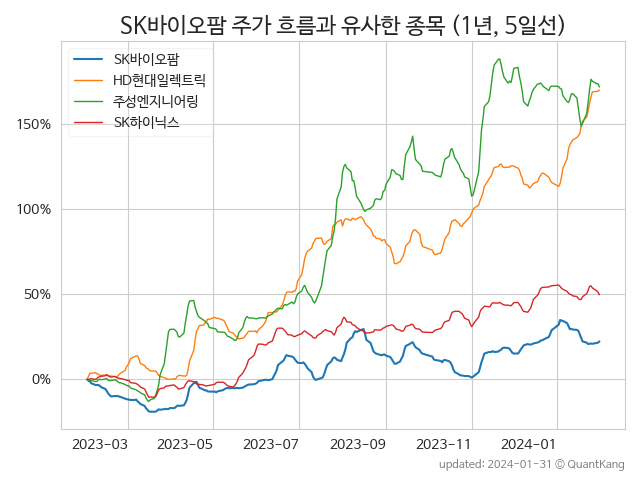 SK바이오팜 주가 흐름과 유사한 종목 (1년, 5일선)
SK바이오팜
HD현대일렉트릭
주성엔지니어링
SK하이닉스
150%
100%
50%
0%
2023-03 2023-05 2023-07 2023-09 2023-11 2024-01
updated: 2024-01-31 © QuantKang